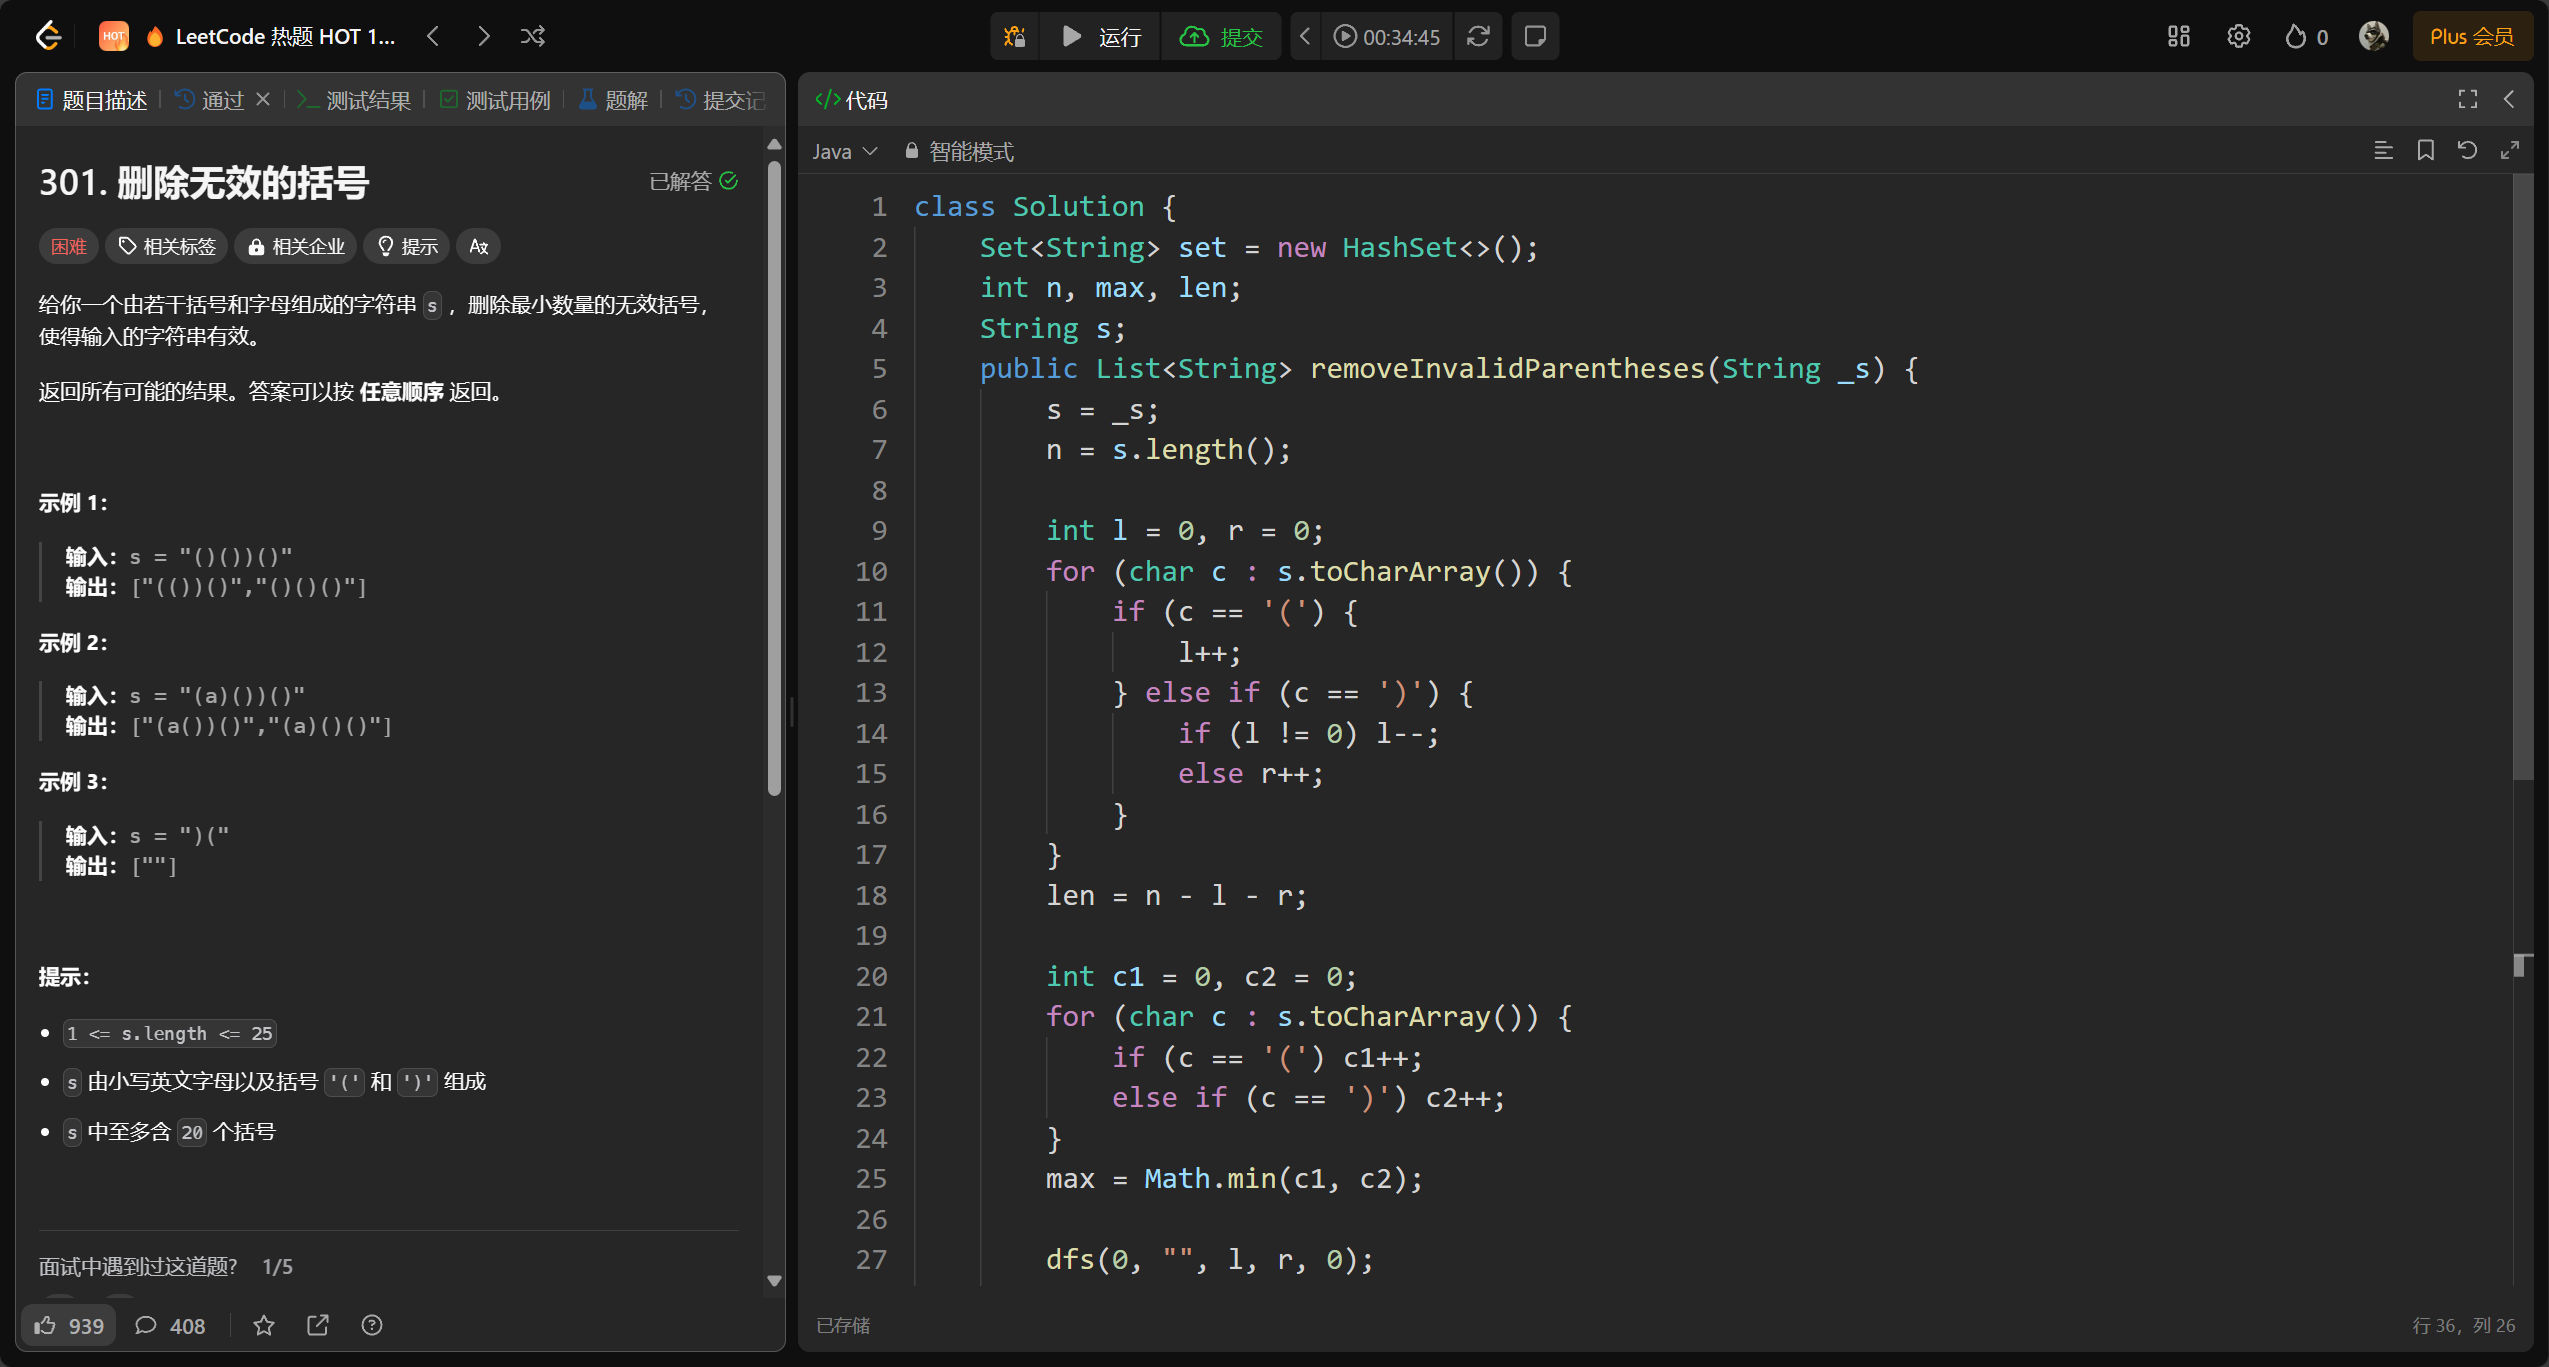 HOT LeetCode 热题 HOT 1...
运行 提交 00:34:45 0 Plus 会员
题目描述 通过 测试结果 测试用例 题解 提交记
301. 删除无效的括号 已解答
困难 相关标签 相关企业 提示
给你一个由若干括号和字母组成的字符串 s ，删除最小数量的无效括号，
使得输入的字符串有效。
返回所有可能的结果。答案可以按 任意顺序 返回。
示例 1：
输入：s = "()())()"
输出：["(())()","()()()"]
示例 2：
输入：s = "(a)())()"
输出：["(a())()","(a)()()"]
示例 3：
输入：s = ")("
输出：[""]
提示：
1 <= s.length <= 25
s 由小写英文字母以及括号 '(' 和 ')' 组成
s 中至多含 20 个括号
面试中遇到过这道题? 1/5
939 408
</> 代码
Java 智能模式
1 class Solution {
2     Set<String> set = new HashSet<>();
3     int n, max, len;
4     String s;
5     public List<String> removeInvalidParentheses(String _s) {
6         s = _s;
7         n = s.length();
8
9         int l = 0, r = 0;
10         for (char c : s.toCharArray()) {
11             if (c == '(') {
12                 l++;
13             } else if (c == ')') {
14                 if (l != 0) l--;
15                 else r++;
16             }
17         }
18         len = n - l - r;
19
20         int c1 = 0, c2 = 0;
21         for (char c : s.toCharArray()) {
22             if (c == '(') c1++;
23             else if (c == ')') c2++;
24         }
25         max = Math.min(c1, c2);
26
27         dfs(0, "", l, r, 0);
已存储 行 36，列 26